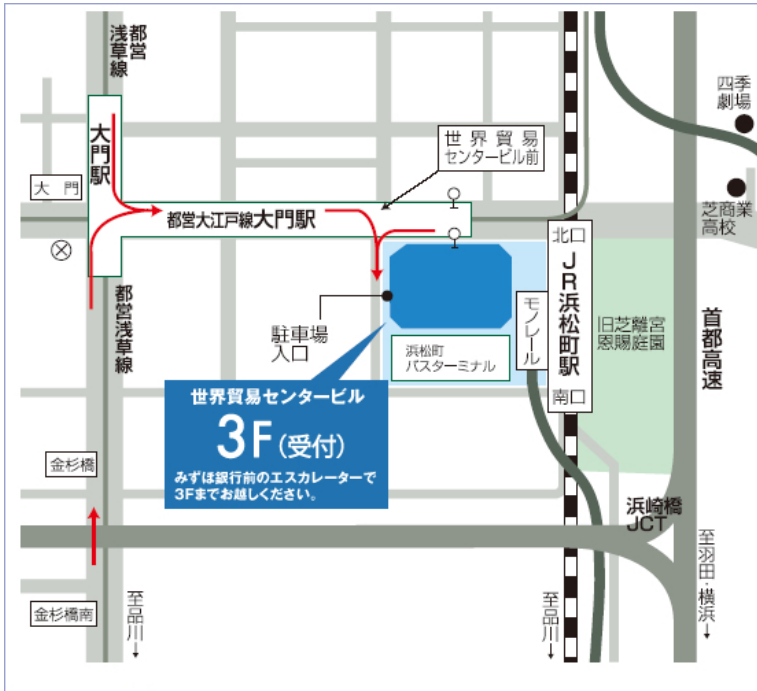 都営
浅草線
四季
劇場
大門駅
世界貿易
センタービル前
大門
芝商業
高校
都営大江戸線大門駅
北口
JR浜松町駅
南口
モノレール
都営浅草線
駐車場
入口
旧芝離宮
恩賜庭園
首都高速
浜松町
バスターミナル
世界貿易センタービル
3F(受付)
みずほ銀行前のエスカレーターで
3Fまでお越しください。
金杉橋
浜崎橋
JCT
至羽田・横浜→
金杉橋南
至品川→
至品川→